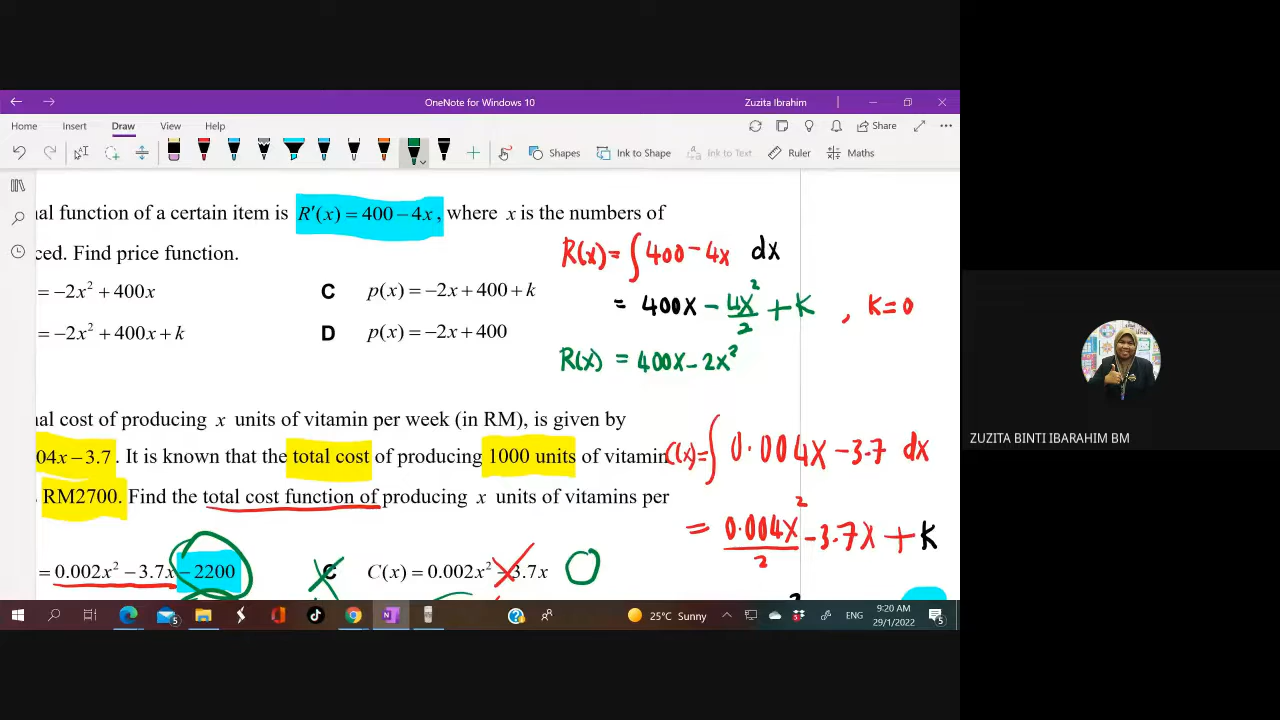 OneNote for Windows 10
Zuzita Ibrahim
Home Insert Draw View Help
Share
Shapes Ink to Shape Ink to Text Ruler Maths
nal function of a certain item is R′(x) = 400 − 4x, where x is the numbers of
ced. Find price function.
R(x) = ∫ 400 − 4x dx
= −2x² + 400x C p(x) = −2x + 400 + k
= 400x − 4x²/2 + k , k = 0
= −2x² + 400x + k D p(x) = −2x + 400
R(x) = 400x − 2x²
nal cost of producing x units of vitamin per week (in RM), is given by
04x − 3.7. It is known that the total cost of producing 1000 units of vitamin
C(x) = ∫ 0.004x − 3.7 dx
RM2700. Find the total cost function of producing x units of vitamins per
= 0.004x²/2 − 3.7x + k
= 0.002x² − 3.7x − 2200 C C(x) = 0.002x² − 3.7x
ZUZITA BINTI IBARAHIM BM
5
25°C Sunny
ENG
9:20 AM
29/1/2022
5